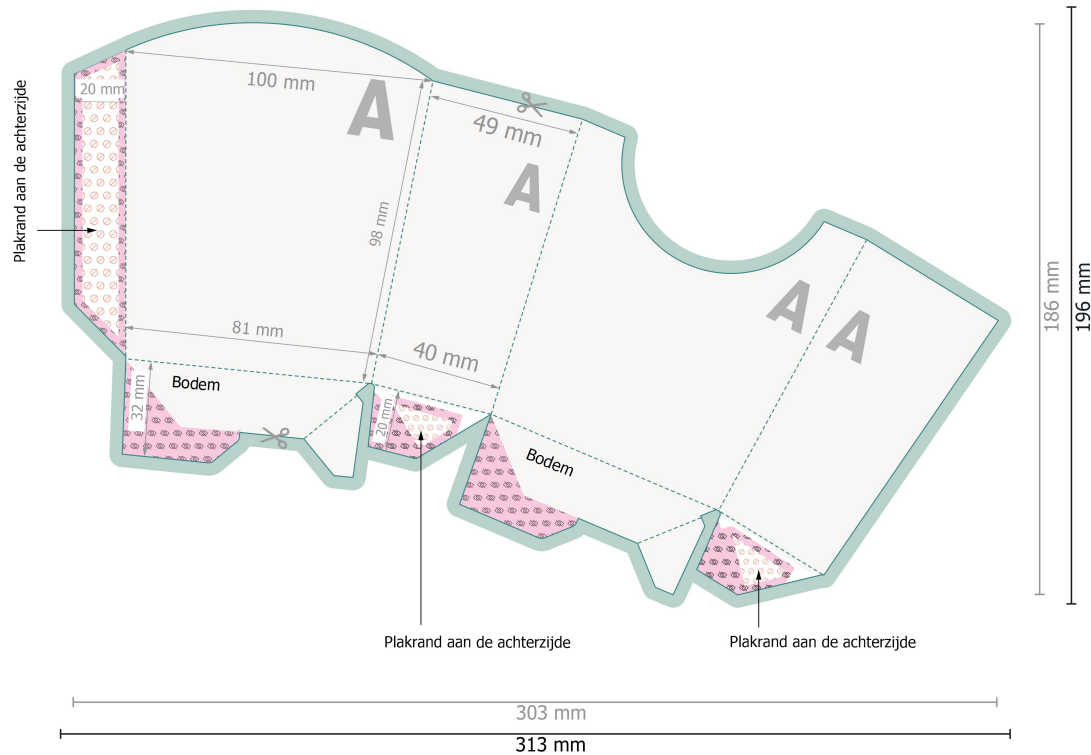 100 mm
20 mm
A
49 mm
Plakrand aan de achterzijde
A
98 mm
186 mm
196 mm
A
A
81 mm
40 mm
Bodem
32 mm
20 mm
Bodem
Plakrand aan de achterzijde
Plakrand aan de achterzijde
303 mm
313 mm